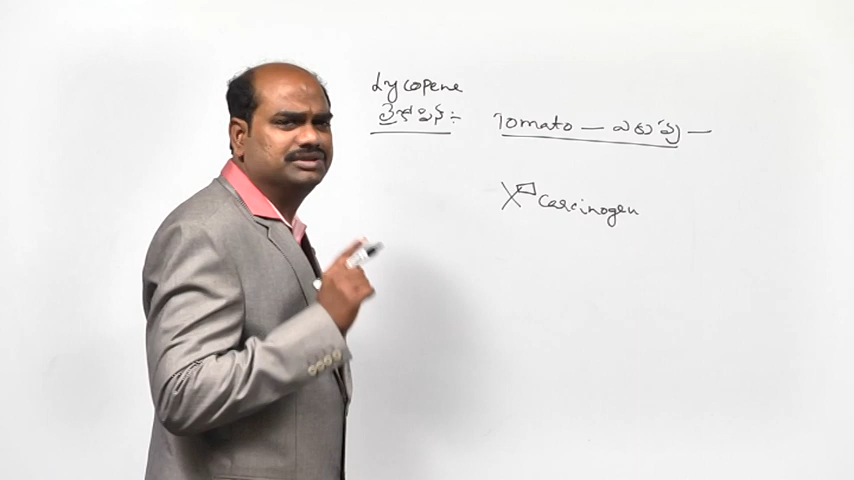 Lycopene
లైకోపిన్ :-
Tomato — ఎరుపు —
Carcinogen